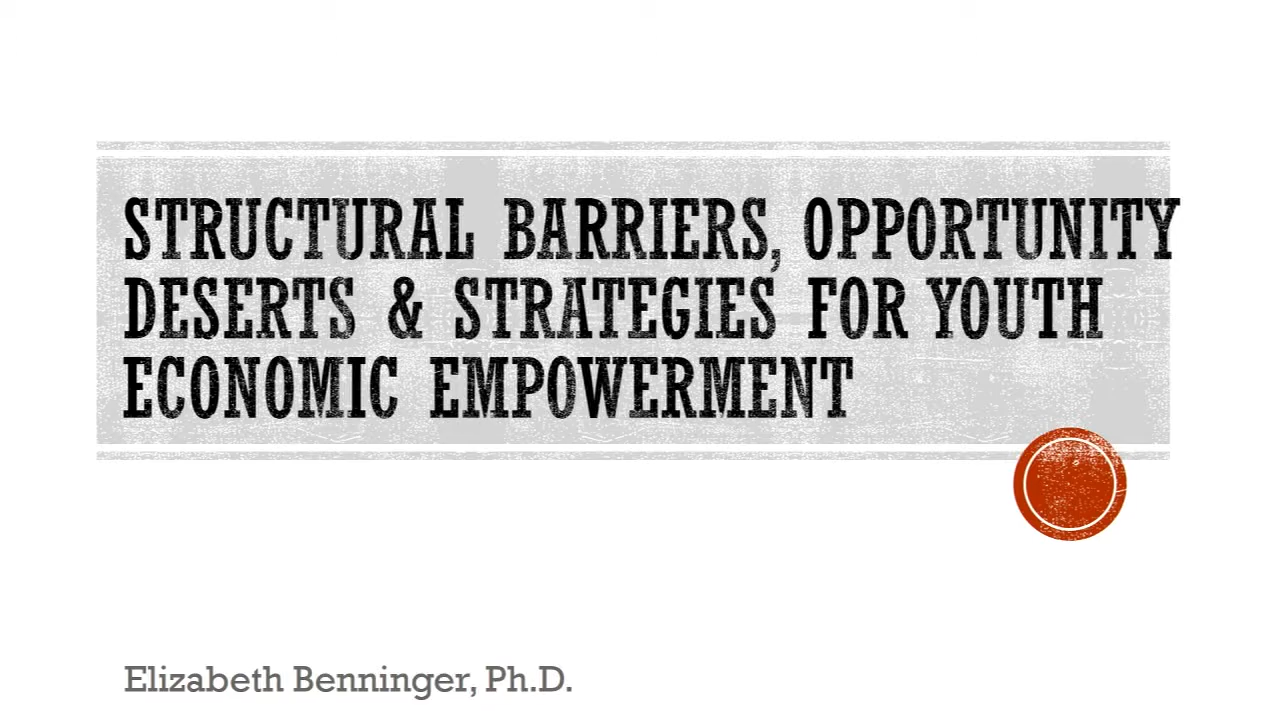 STRUCTURAL BARRIERS, OPPORTUNITY
DESERTS & STRATEGIES FOR YOUTH
ECONOMIC EMPOWERMENT
Elizabeth Benninger, Ph.D.